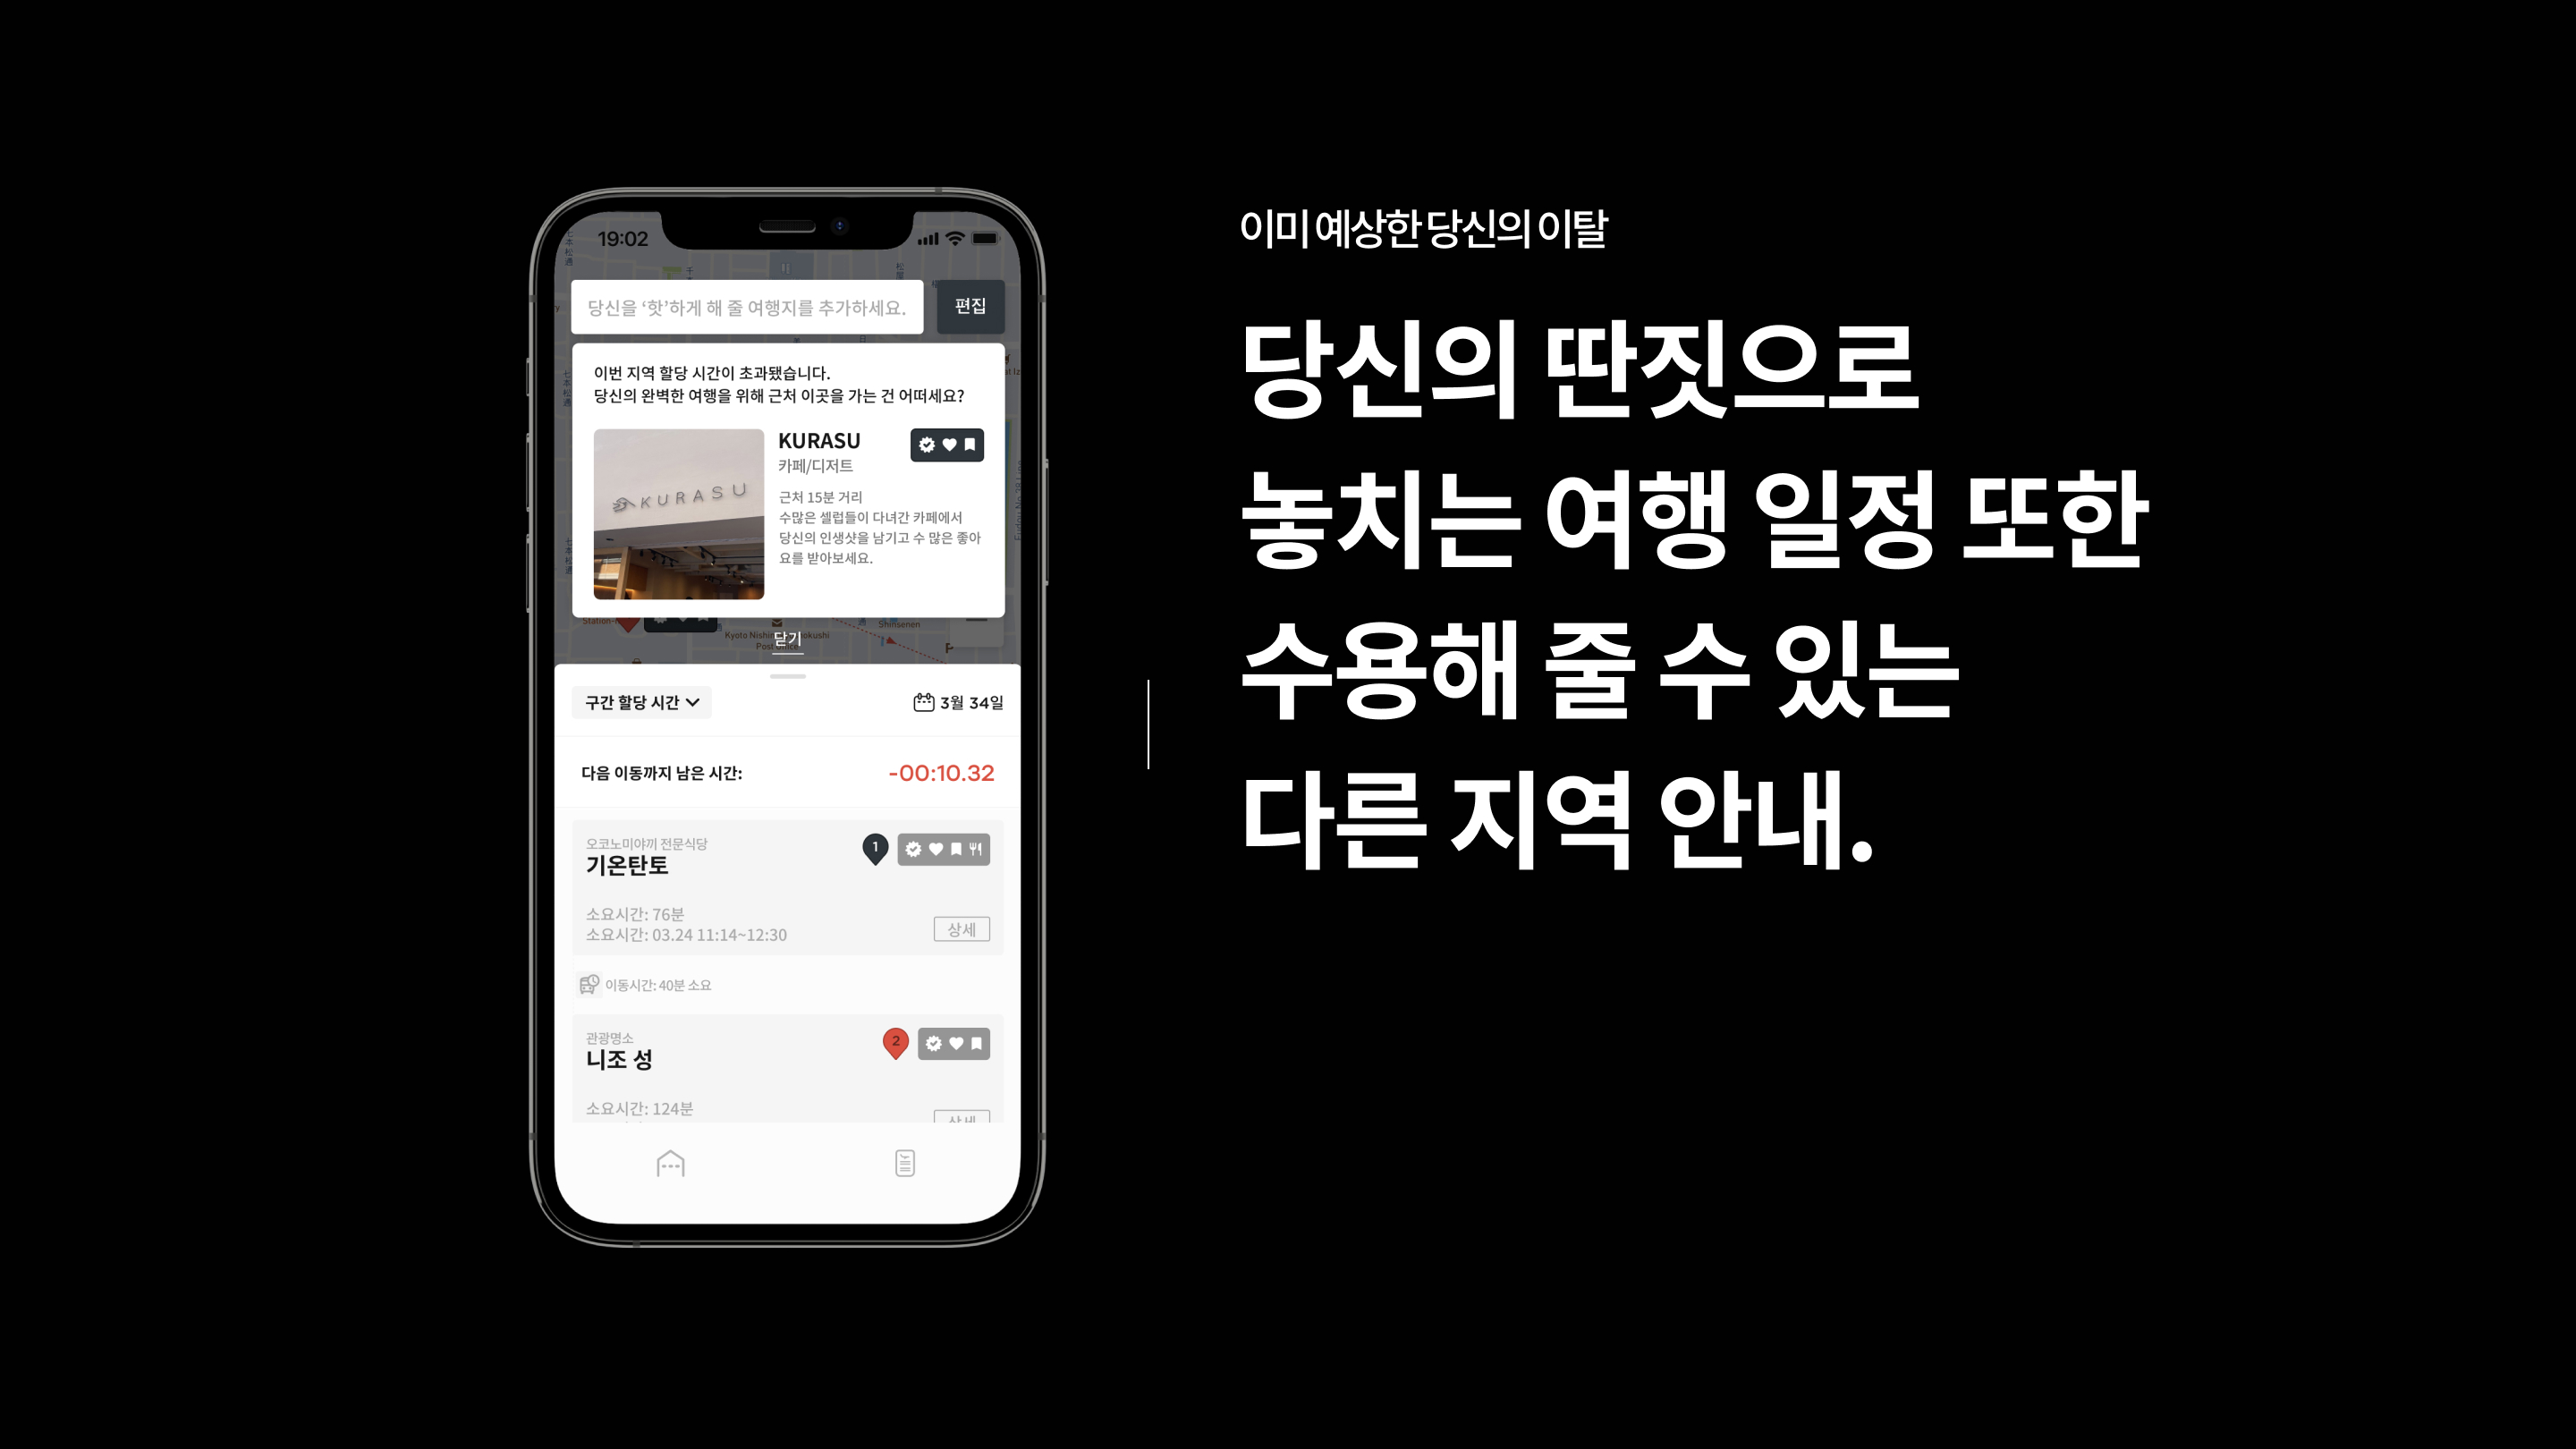 19:02
당신을 ‘핫’하게 해 줄 여행지를 추가하세요.
편집
이번 지역 할당 시간이 초과됐습니다.
당신의 완벽한 여행을 위해 근처 이곳을 가는 건 어떠세요?
KURASU
KURASU
카페/디저트
근처 15분 거리
수많은 셀럽들이 다녀간 카페에서
당신의 인생샷을 남기고 수 많은 좋아
요를 받아보세요.
Shinsenen
닫기
구간 할당 시간
3월 34일
다음 이동까지 남은 시간:
-00:10.32
오코노미야끼 전문식당
기온탄토
1
소요시간: 76분
소요시간: 03.24 11:14~12:30
상세
이동시간: 40분 소요
관광명소
니조 성
2
소요시간: 124분
상세
이미 예상한 당신의 이탈
당신의 딴짓으로
놓치는 여행 일정 또한
수용해 줄 수 있는
다른 지역 안내.